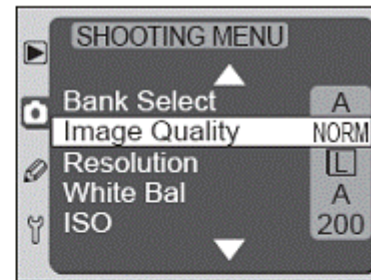 SHOOTING MENU
Bank Select A
Image Quality NORM
Resolution L
White Bal A
ISO 200